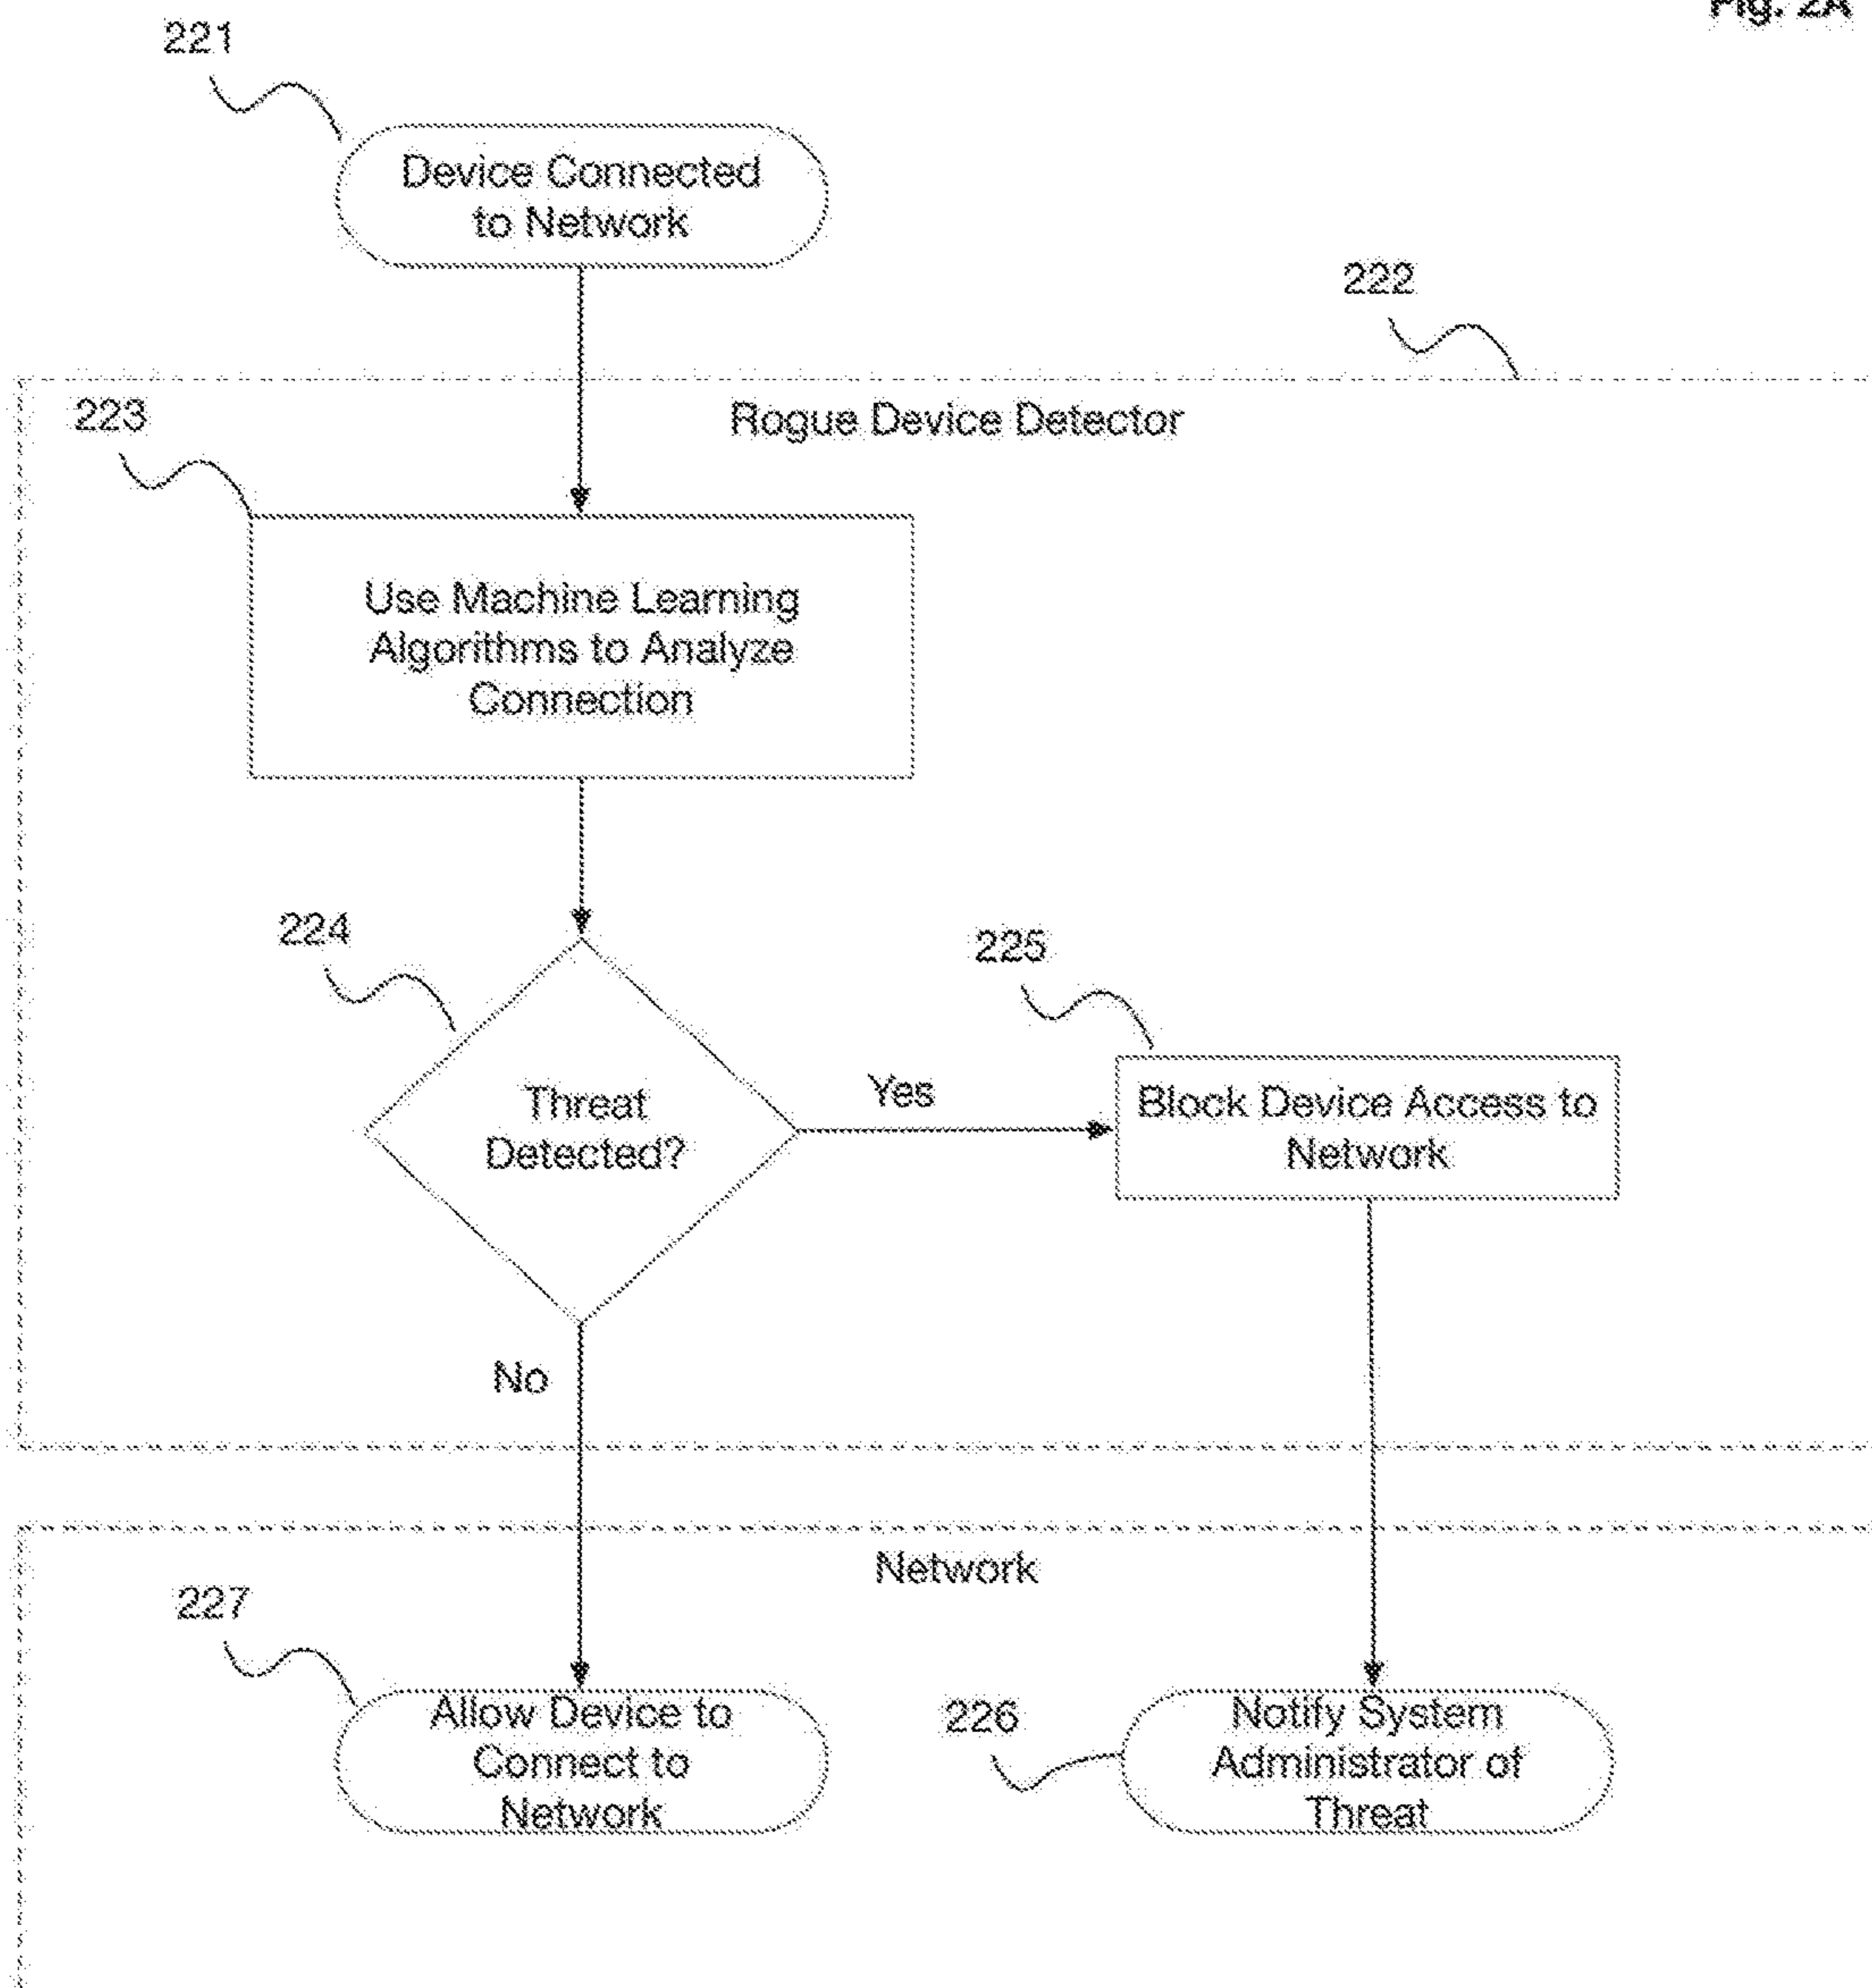 Fig. 2A
221
Device Connected
to Network
222
223
Rogue Device Detector
Use Machine Learning
Algorithms to Analyze
Connection
224
225
Threat
Detected?
Yes
Block Device Access to
Network
No
Network
227
Allow Device to
Connect to
Network
226
Notify System
Administrator of
Threat